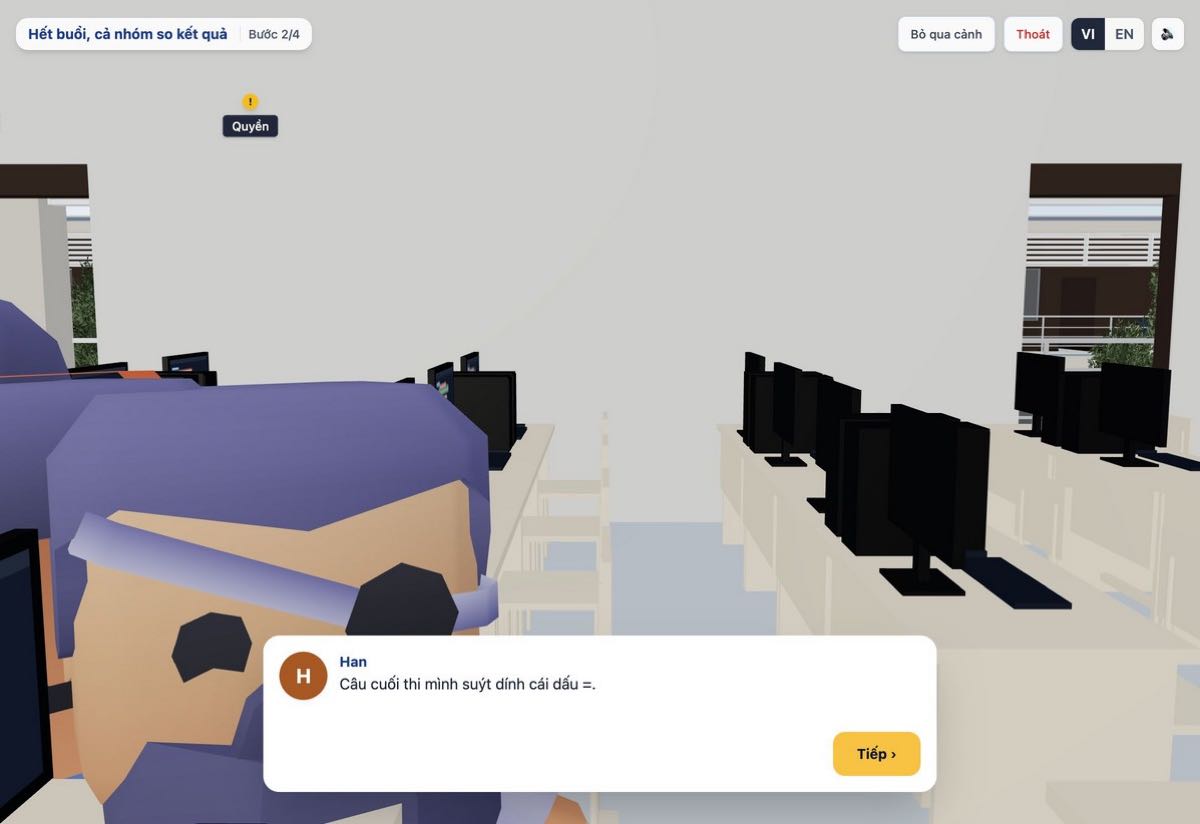 Hết buổi, cả nhóm so kết quả
Bước 2/4
Bỏ qua cảnh
Thoát
VI
EN
!
Quyền
H
Han
Câu cuối thi mình suýt dính cái dấu =.
Tiếp ›